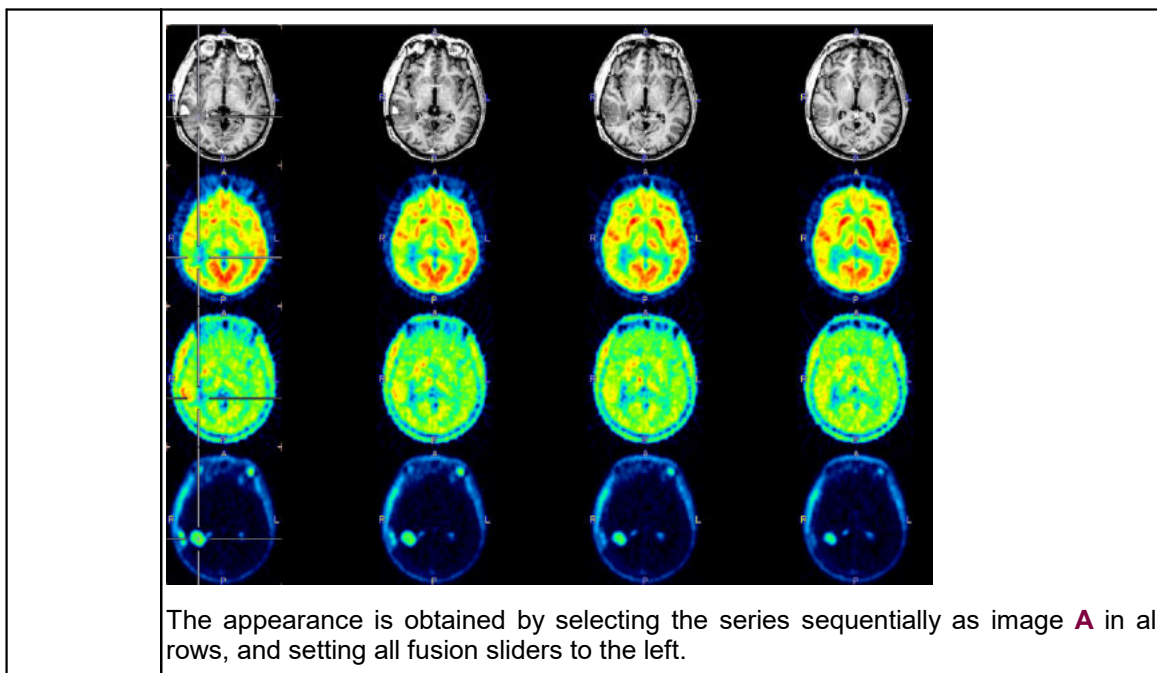 A A A A
R L R L R L R L
P P P P
A A A A
R L R L R L R L
P P P P
A A A A
R L R L R L R L
P P P P
A A A A
R L R L R L R L
P P P P
The appearance is obtained by selecting the series sequentially as image A in al
rows, and setting all fusion sliders to the left.